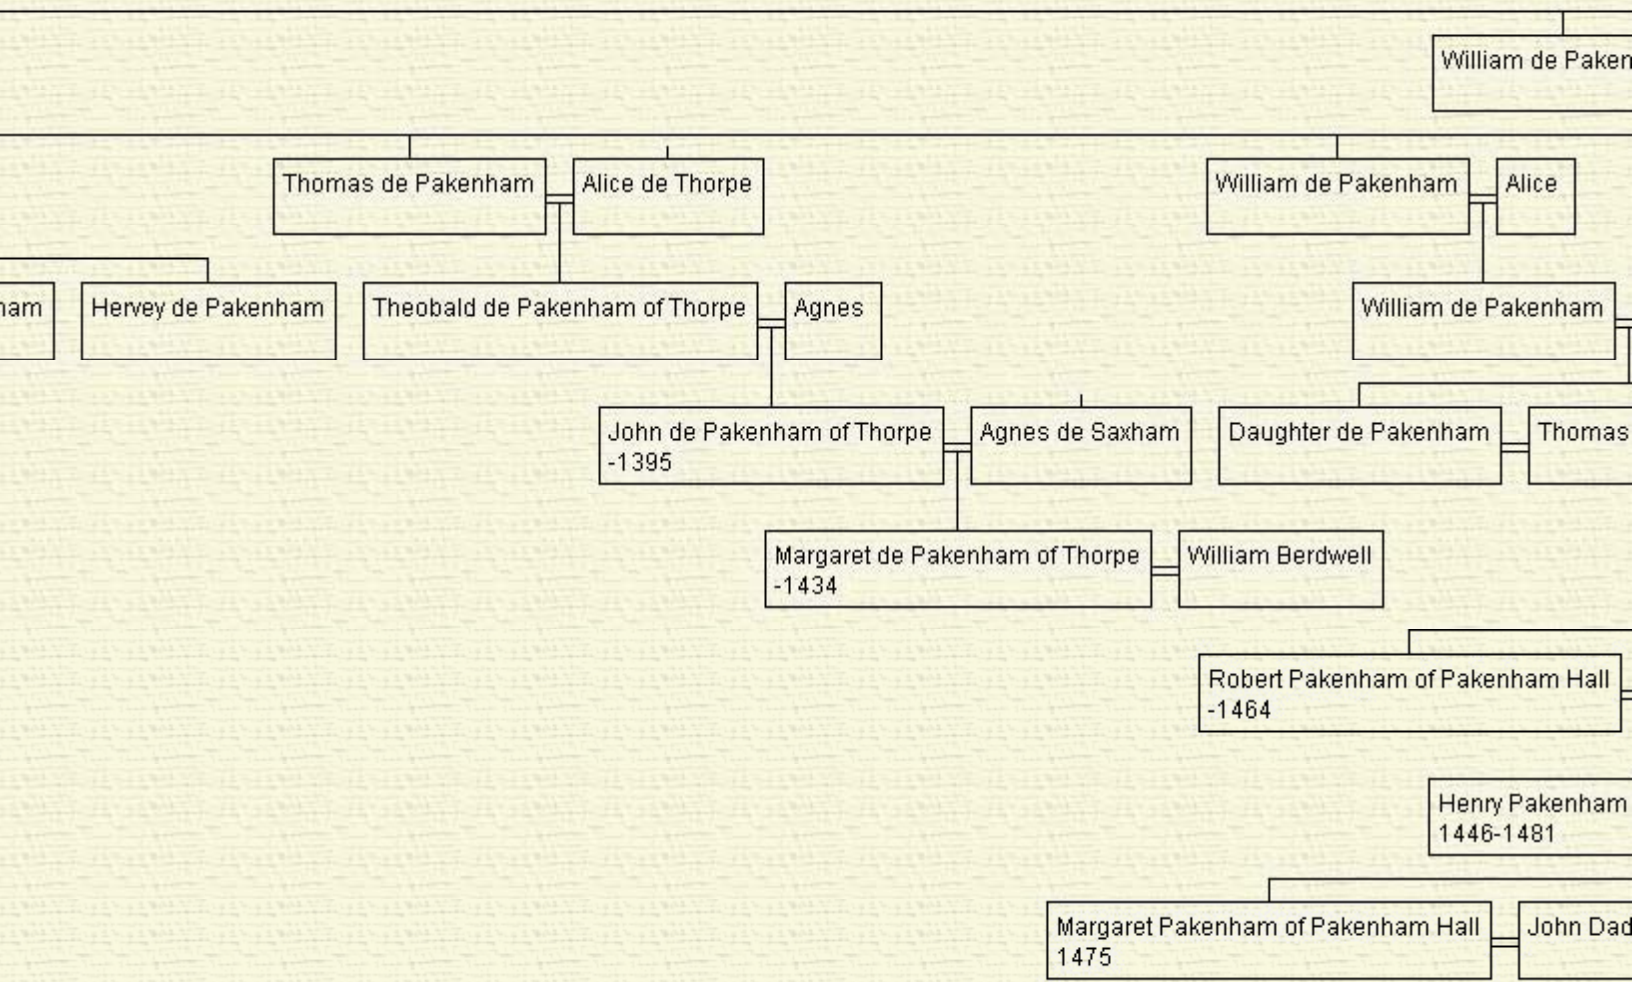 William de Paken
Thomas de Pakenham
Alice de Thorpe
William de Pakenham
Alice
ham
Hervey de Pakenham
Theobald de Pakenham of Thorpe
Agnes
William de Pakenham
John de Pakenham of Thorpe
-1395
Agnes de Saxham
Daughter de Pakenham
Thomas
Margaret de Pakenham of Thorpe
-1434
William Berdwell
Robert Pakenham of Pakenham Hall
-1464
Henry Pakenham
1446-1481
Margaret Pakenham of Pakenham Hall
1475
John Dad